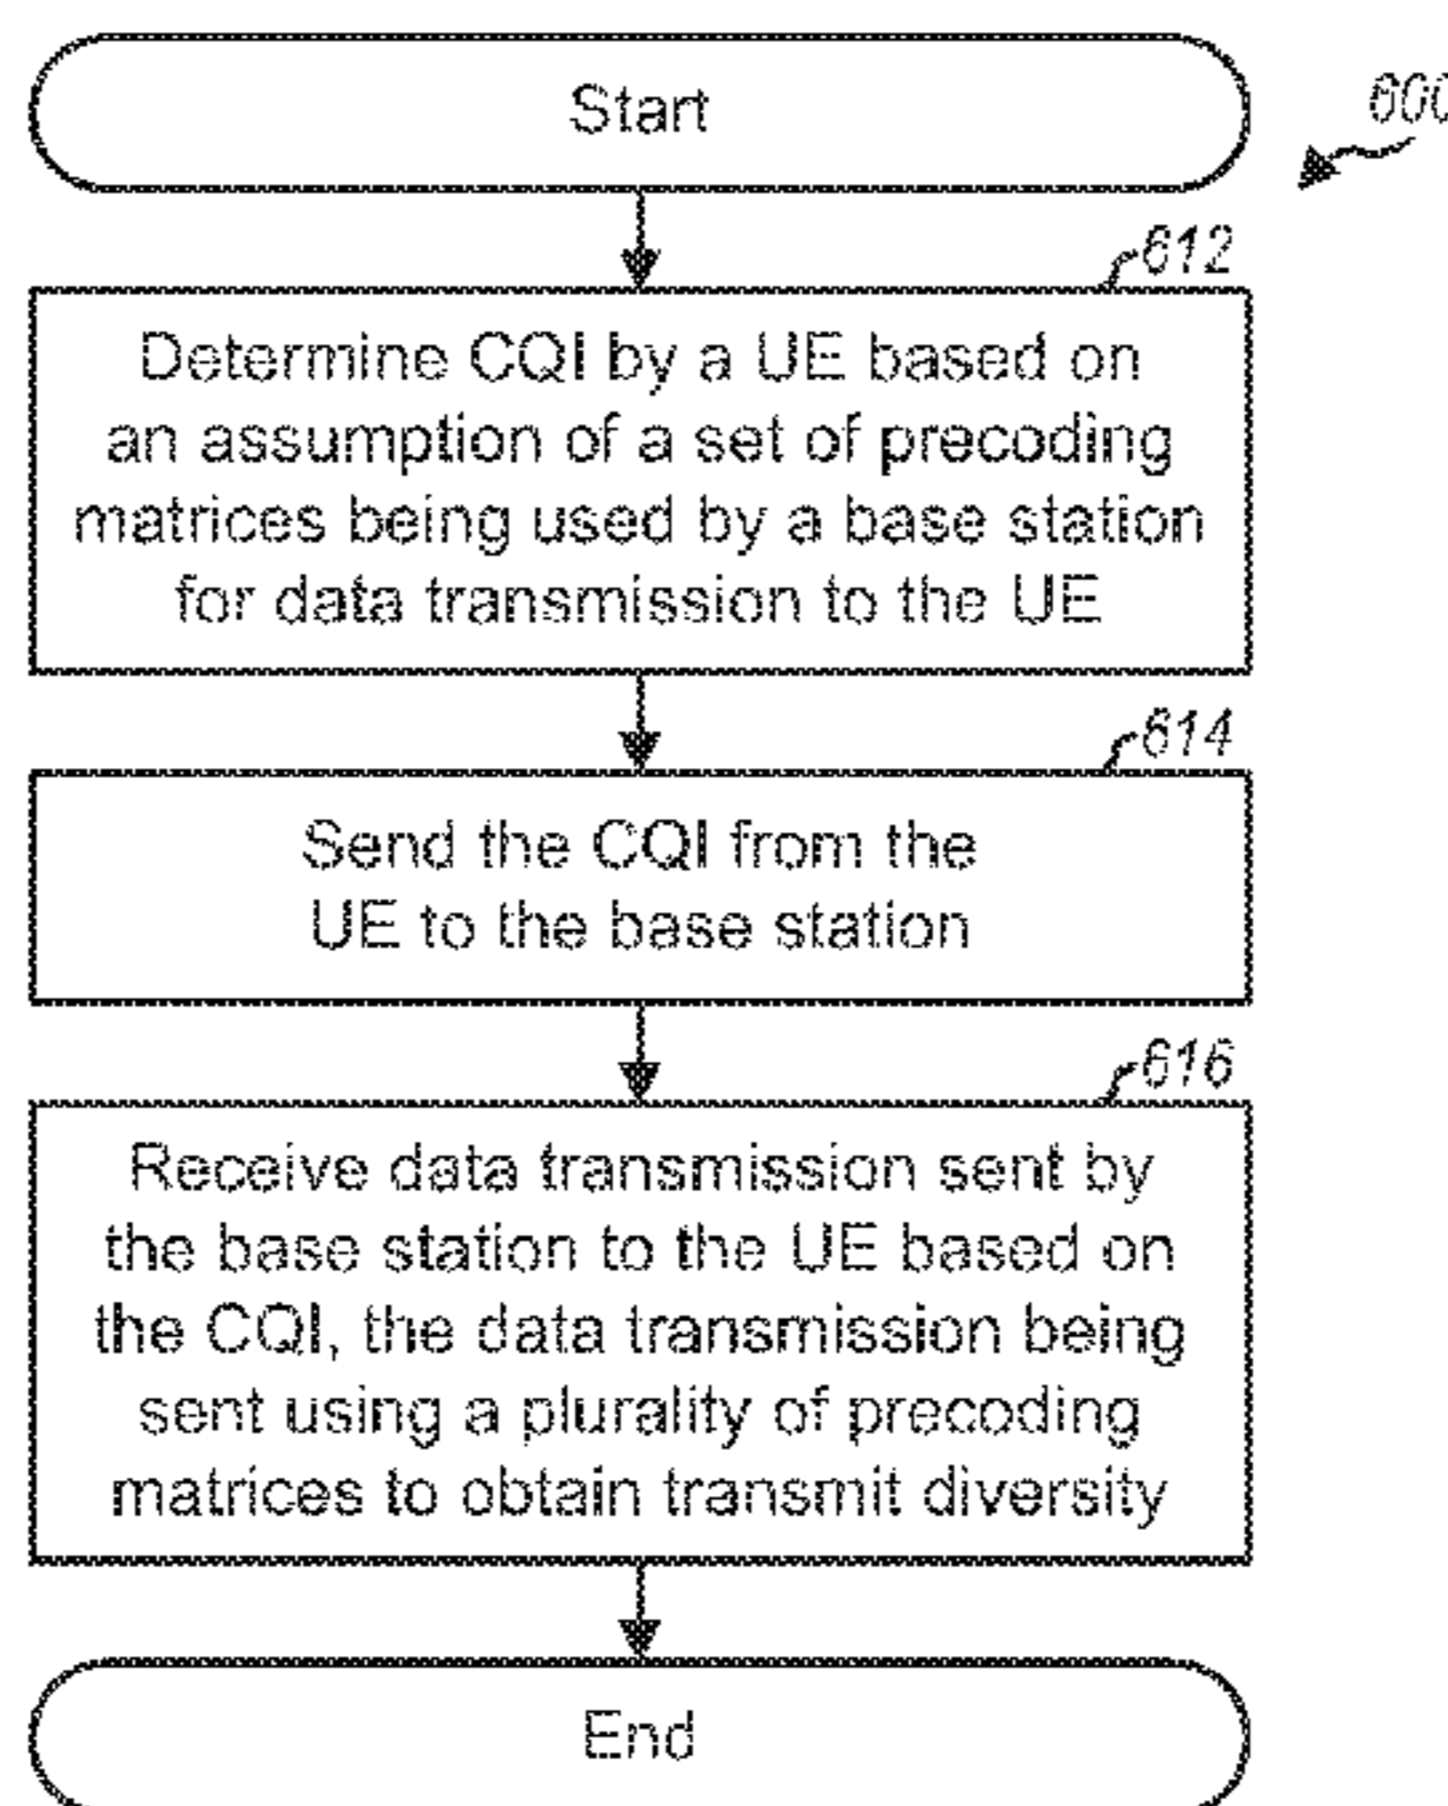 Start
600
612
Determine CQI by a UE based on
an assumption of a set of precoding
matrices being used by a base station
for data transmission to the UE
614
Send the CQI from the
UE to the base station
616
Receive data transmission sent by
the base station to the UE based on
the CQI, the data transmission being
sent using a plurality of precoding
matrices to obtain transmit diversity
End